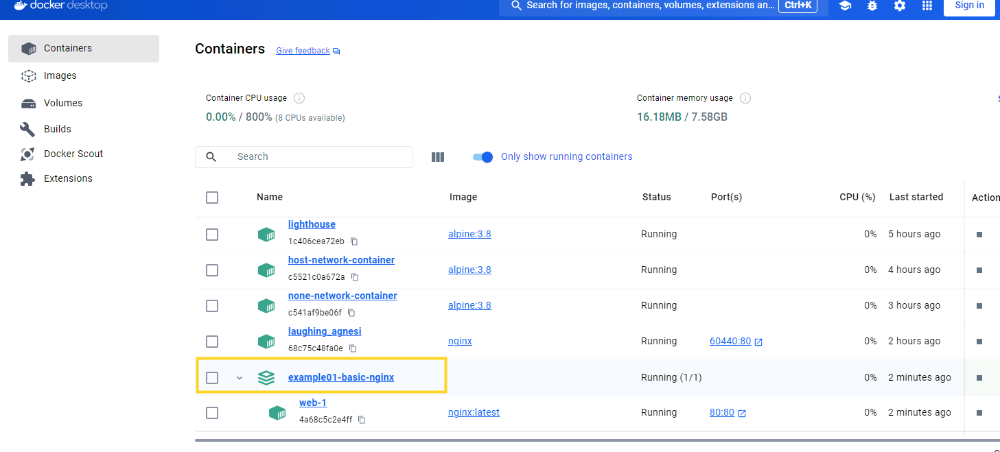 docker desktop
Search for images, containers, volumes, extensions an... Ctrl+K
Sign in
Containers
Images
Volumes
Builds
Docker Scout
Extensions
Containers Give feedback
Container CPU usage
0.00% / 800% (8 CPUs available)
Container memory usage
16.18MB / 7.58GB
Search
Only show running containers
Name Image Status Port(s) CPU (%) Last started Action
lighthouse
1c406cea72eb alpine:3.8 Running 0% 5 hours ago
host-network-container
c5521c0a672a alpine:3.8 Running 0% 4 hours ago
none-network-container
c541af9be06f alpine:3.8 Running 0% 3 hours ago
laughing_agnesi
68c75c48fa0e nginx Running 60440:80 0% 2 hours ago
example01-basic-nginx Running (1/1) 0% 2 minutes ago
web-1
4a68c5c2e4ff nginx:latest Running 80:80 0% 2 minutes ago